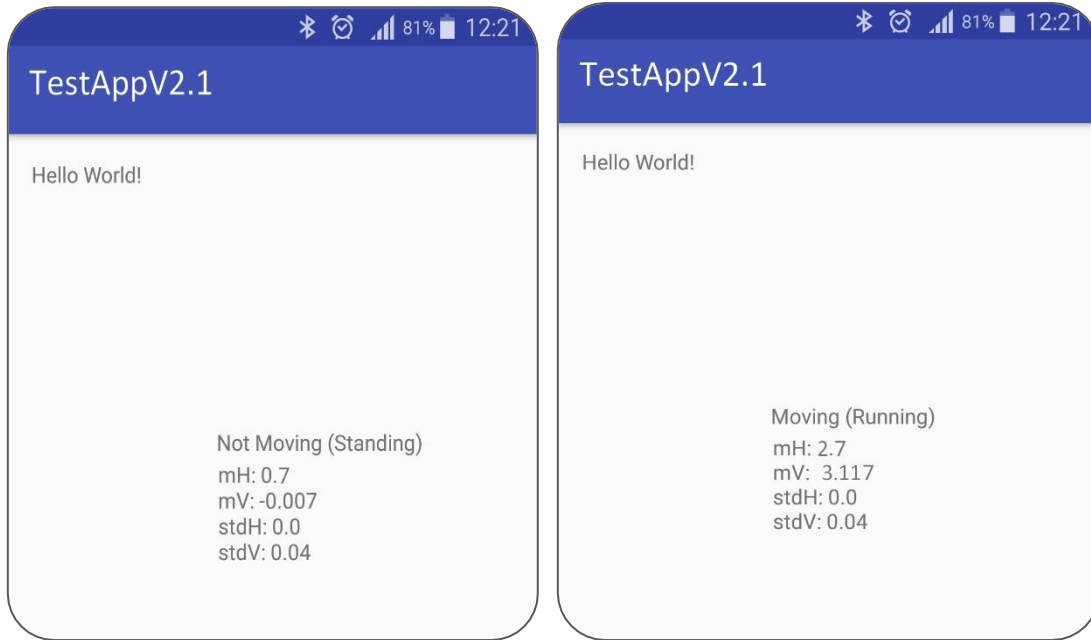 81% 12:21
TestAppV2.1
Hello World!
Not Moving (Standing)
mH: 0.7
mV: -0.007
stdH: 0.0
stdV: 0.04
81% 12:21
TestAppV2.1
Hello World!
Moving (Running)
mH: 2.7
mV: 3.117
stdH: 0.0
stdV: 0.04